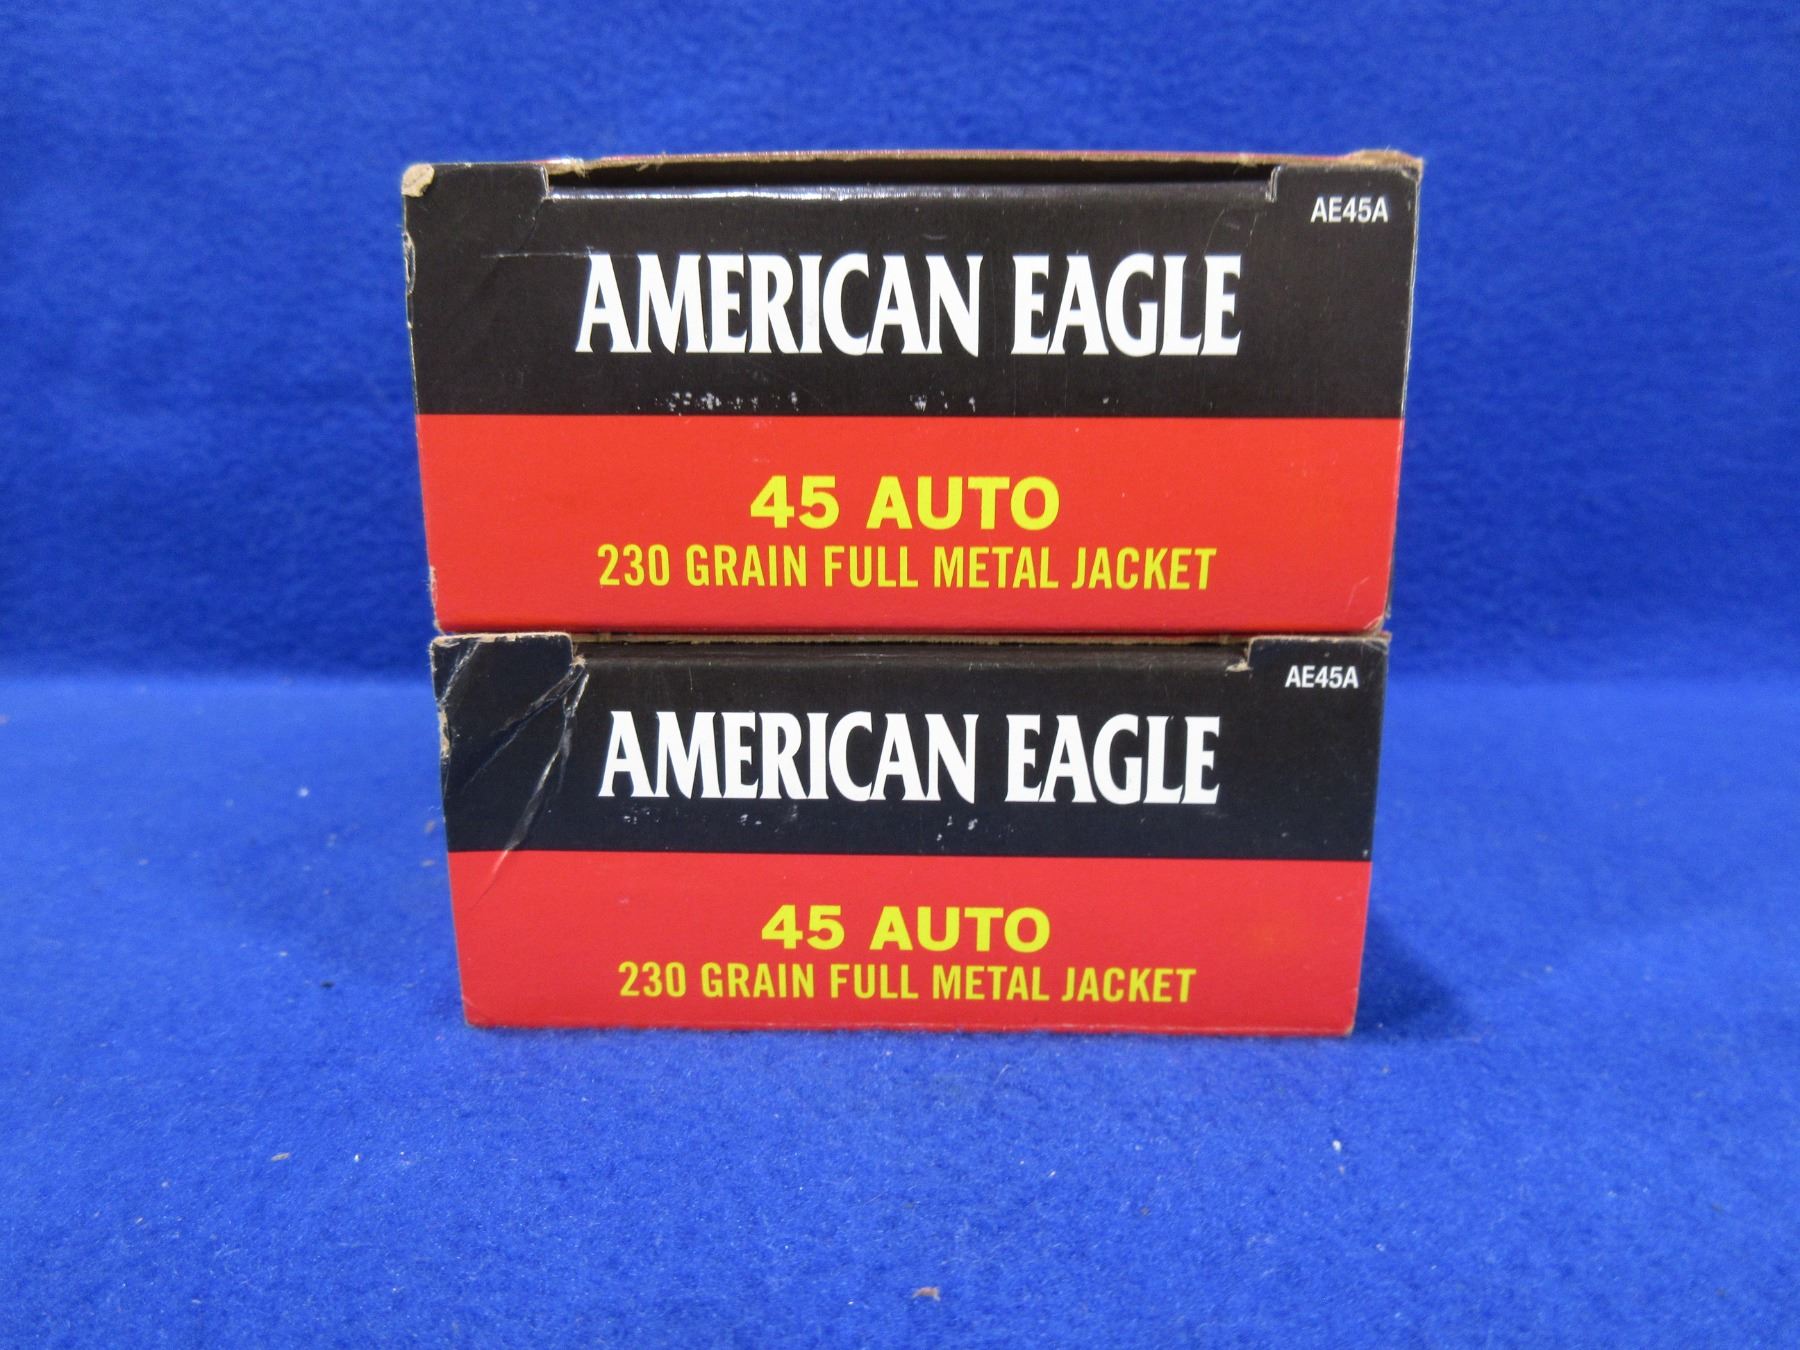 AE45A
AMERICAN EAGLE
45 AUTO
230 GRAIN FULL METAL JACKET
AE45A
AMERICAN EAGLE
45 AUTO
230 GRAIN FULL METAL JACKET